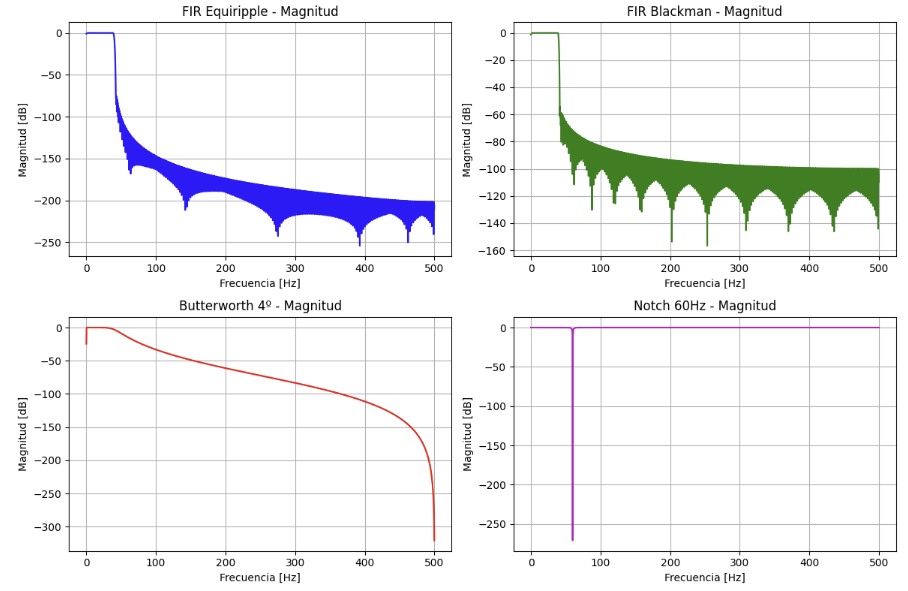 FIR Equiripple - Magnitud
0
−50
−100
−150
−200
−250
Magnitud [dB]
0 100 200 300 400 500
Frecuencia [Hz]
FIR Blackman - Magnitud
0
−20
−40
−60
−80
−100
−120
−140
−160
Magnitud [dB]
0 100 200 300 400 500
Frecuencia [Hz]
Butterworth 4º - Magnitud
0
−50
−100
−150
−200
−250
−300
Magnitud [dB]
0 100 200 300 400 500
Frecuencia [Hz]
Notch 60Hz - Magnitud
0
−50
−100
−150
−200
−250
Magnitud [dB]
0 100 200 300 400 500
Frecuencia [Hz]